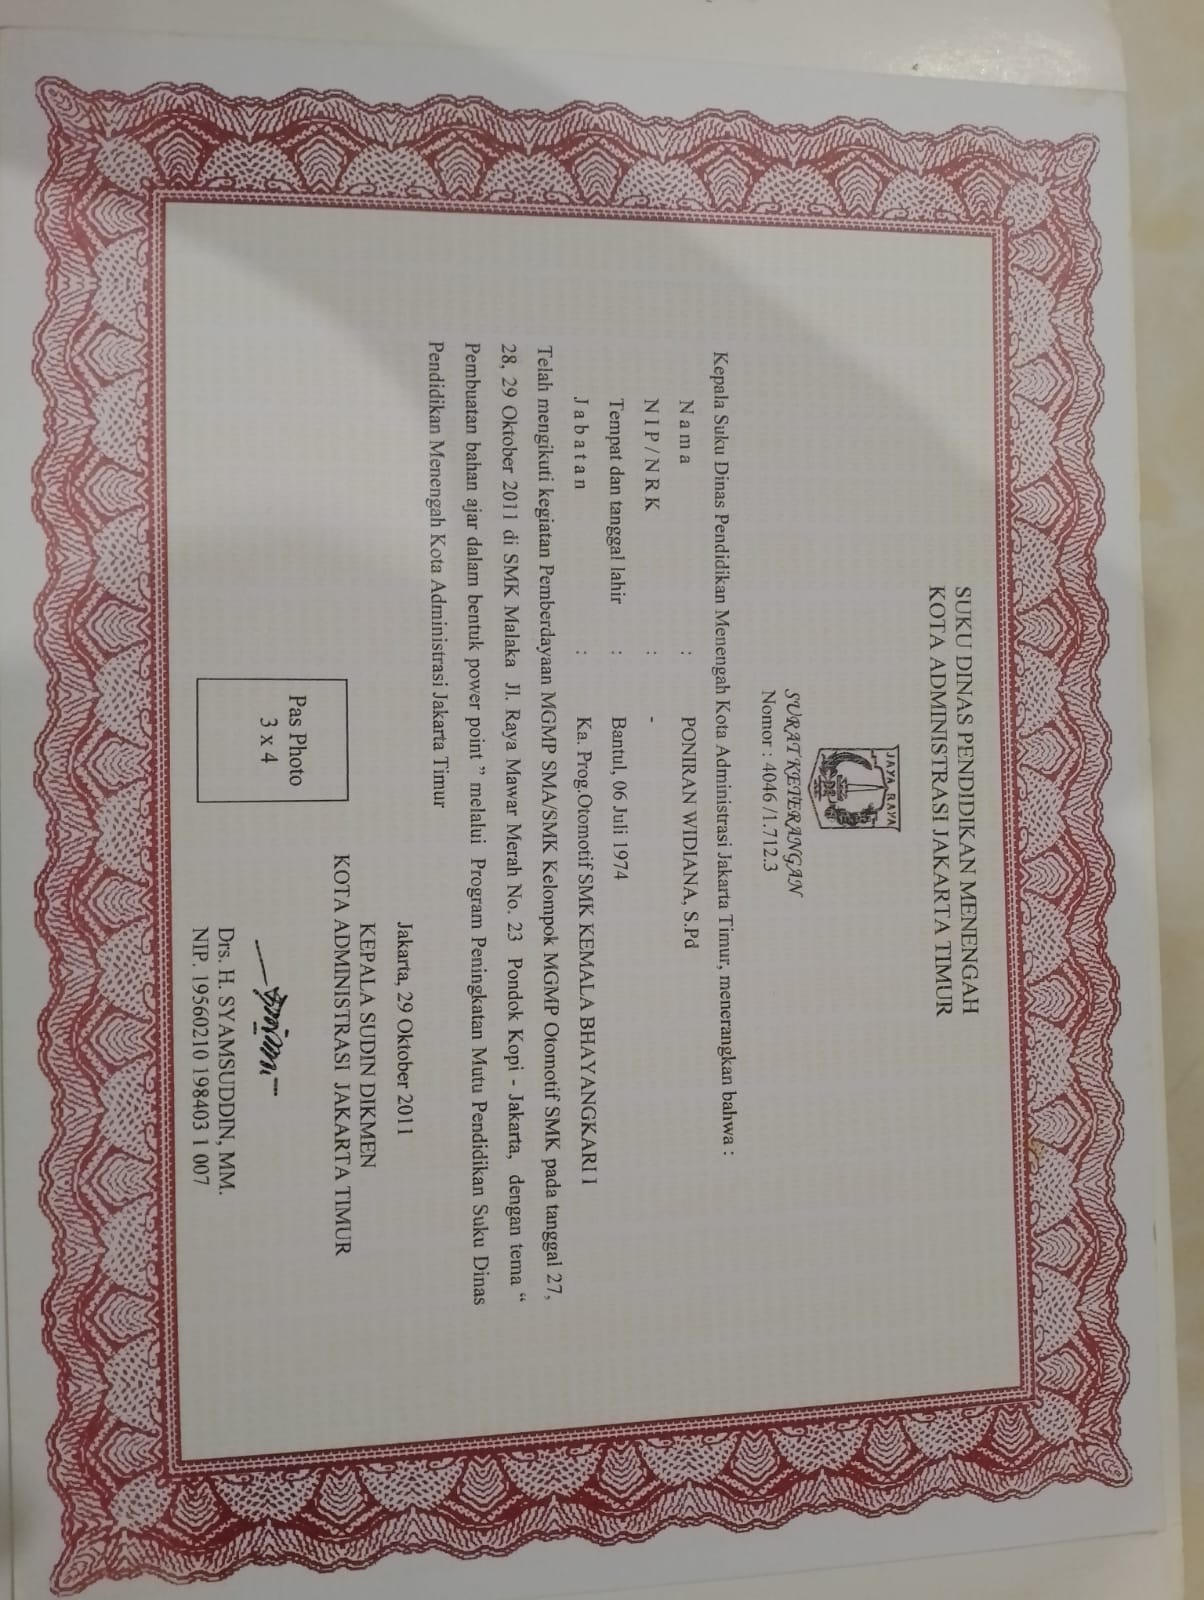 SUKU DINAS PENDIDIKAN MENENGAH
KOTA ADMINISTRASI JAKARTA TIMUR
JAYA RAYA
SURAT KETERANGAN
Nomor : 4046 /1.712.3
Kepala Suku Dinas Pendidikan Menengah Kota Administrasi Jakarta Timur, menerangkan bahwa :
N a m a : PONIRAN WIDIANA, S.Pd
N I P / N R K : -
Tempat dan tanggal lahir : Bantul, 06 Juli 1974
J a b a t a n : Ka. Prog.Otomotif SMK KEMALA BHAYANGKARI I
Telah mengikuti kegiatan Pemberdayaan MGMP SMA/SMK Kelompok MGMP Otomotif SMK pada tanggal 27,
28, 29 Oktober 2011 di SMK Malaka Jl. Raya Mawar Merah No. 23 Pondok Kopi - Jakarta, dengan tema “
Pembuatan bahan ajar dalam bentuk power point ” melalui Program Peningkatan Mutu Pendidikan Suku Dinas
Pendidikan Menengah Kota Administrasi Jakarta Timur
Jakarta, 29 Oktober 2011
KEPALA SUDIN DIKMEN
KOTA ADMINISTRASI JAKARTA TIMUR
Pas Photo
3 x 4
Drs. H. SYAMSUDDIN, MM.
NIP. 19560210 198403 1 007